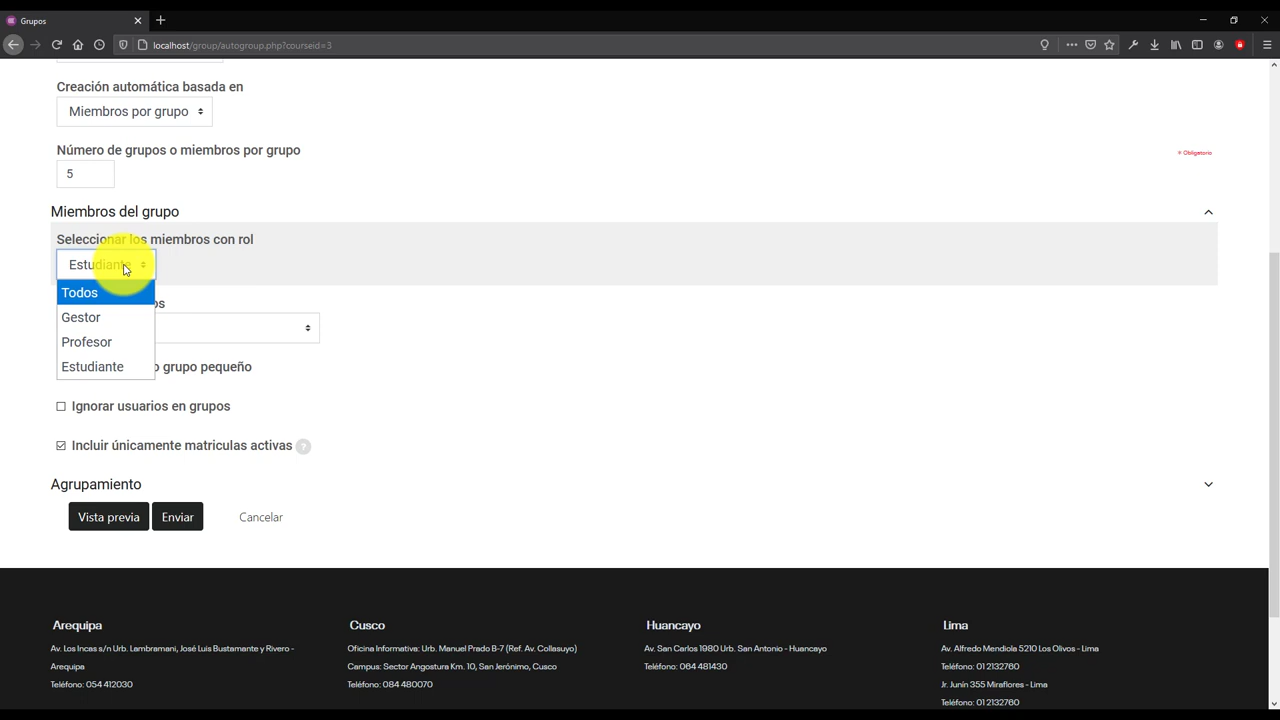 Grupos
localhost/group/autogroup.php?courseid=3
Creación automática basada en
Miembros por grupo
Número de grupos o miembros por grupo
* Obligatorio
5
Miembros del grupo
Seleccionar los miembros con rol
Estudiante
Todos
Gestor
Profesor
Estudiante
o grupo pequeño
Ignorar usuarios en grupos
Incluir únicamente matriculas activas ?
Agrupamiento
Vista previa Enviar Cancelar
Arequipa
Av. Los Incas s/n Urb. Lambramani, José Luis Bustamante y Rivero -
Arequipa
Teléfono: 054 412030
Cusco
Oficina Informativa: Urb. Manuel Prado B-7 (Ref. Av. Collasuyo)
Campus: Sector Angostura Km. 10, San Jerónimo, Cusco
Teléfono: 084 480070
Huancayo
Av. San Carlos 1980 Urb. San Antonio - Huancayo
Teléfono: 064 481430
Lima
Av. Alfredo Mendiola 5210 Los Olivos - Lima
Teléfono: 01 2132760
Jr. Junín 355 Miraflores - Lima
Teléfono: 01 2132760